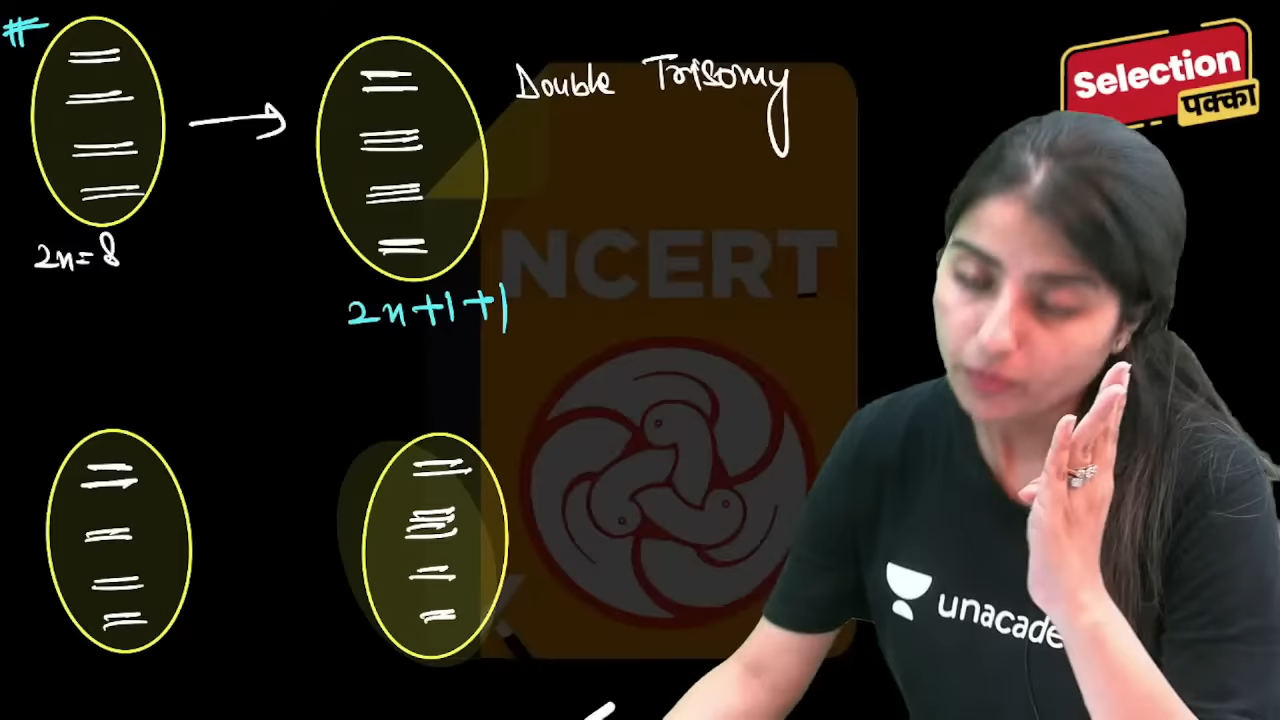 #
Double Trisomy
Selection
पक्का
2n=8
NCERT
2n+1+1
unacade